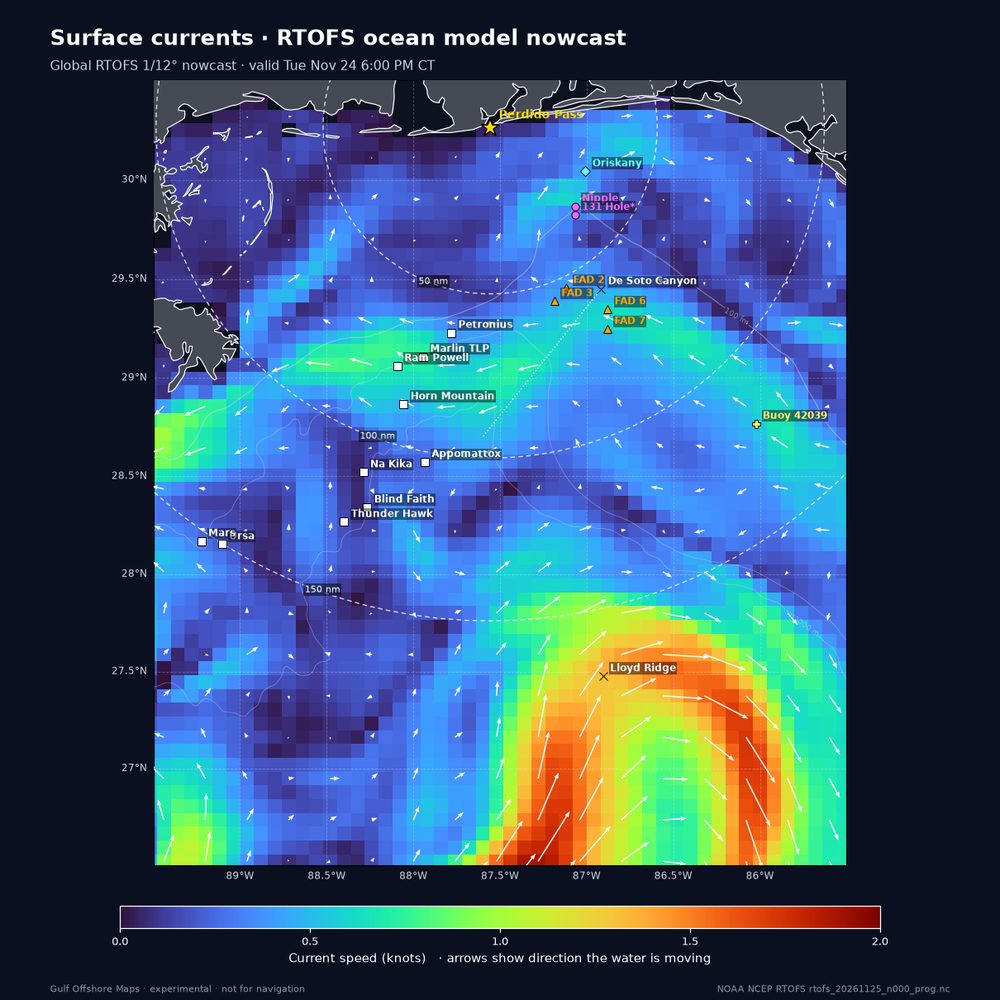 Surface currents · RTOFS ocean model nowcast
Global RTOFS 1/12° nowcast · valid Tue Nov 24 6:00 PM CT
Perdido Pass
Oriskany
30°N
Nipple
131 Hole*
50 nm
FAD 2
De Soto Canyon
29.5°N
FAD 3
FAD 6
100 m
FAD 7
Petronius
Marlin TLP
Ram Powell
29°N
Horn Mountain
Buoy 42039
100 nm
Appomattox
Na Kika
28.5°N
Blind Faith
Thunder Hawk
Mars
Ursa
28°N
150 nm
Lloyd Ridge
27.5°N
27°N
89°W
88.5°W
88°W
87.5°W
87°W
86.5°W
86°W
0.0
0.5
1.0
1.5
2.0
Current speed (knots) · arrows show direction the water is moving
Gulf Offshore Maps · experimental · not for navigation
NOAA NCEP RTOFS rtofs_20261125_n000_prog.nc